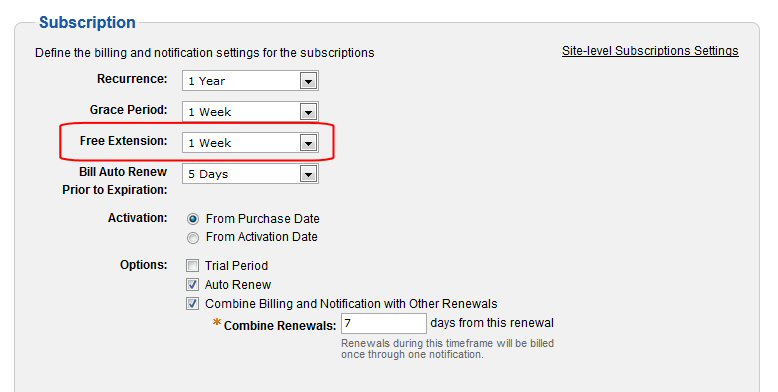 Subscription
Define the billing and notification settings for the subscriptions
Site-level Subscriptions Settings
Recurrence: 1 Year
Grace Period: 1 Week
Free Extension: 1 Week
Bill Auto Renew
Prior to Expiration: 5 Days
Activation: From Purchase Date
From Activation Date
Options: Trial Period
Auto Renew
Combine Billing and Notification with Other Renewals
*Combine Renewals: 7 days from this renewal
Renewals during this timeframe will be billed
once through one notification.